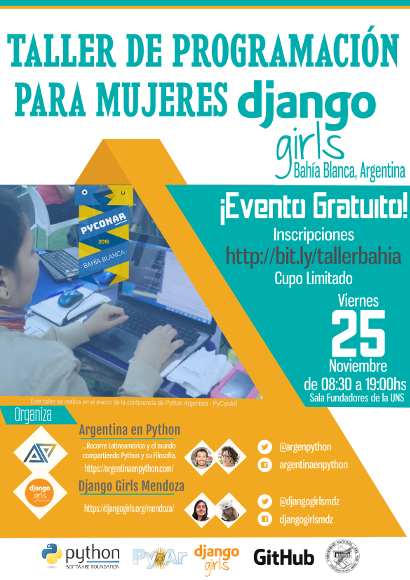 TALLER DE PROGRAMACIÓN
PARA MUJERES django
girls
Bahía Blanca, Argentina
PYCONAR
2016
BAHÍA BLANCA
¡Evento Gratuito!
Inscripciones
http://bit.ly/tallerbahia
Cupo Limitado
Viernes
25
Noviembre
de 08:30 a 19:00hs
Sala Fundadores de la UNS
Este taller se realiza en el marco de la conferencia de Python Argentina - PyConAR
Organiza
Argentina en Python
...Recorre Latinoamérica y el mundo
compartiendo Python y su Filosofía.
https://argentinaenpython.com/
@argenpython
argentinaenpython
django
girls
Django Girls Mendoza
https://djangogirls.org/mendoza/
@djangogirlsmdz
djangogirlsmdz
python
SOFTWARE FOUNDATION
PyAr
django
girls
GitHub